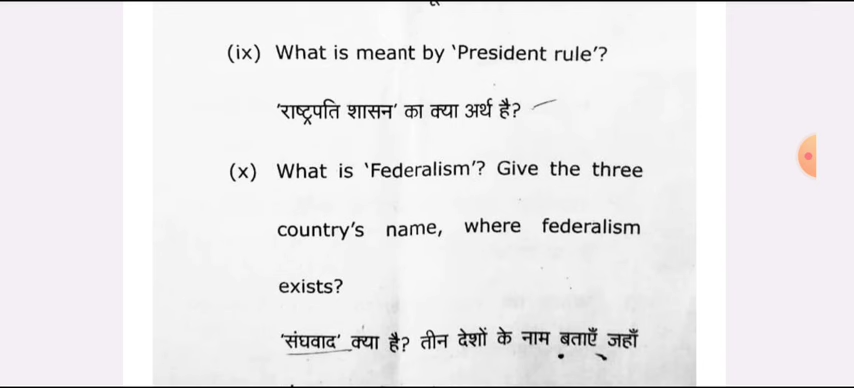 (ix) What is meant by 'President rule'?
'राष्ट्रपति शासन' का क्या अर्थ है?
(x) What is 'Federalism'? Give the three
country's name, where federalism
exists?
'संघवाद' क्या है? तीन देशों के नाम बताएँ जहाँ